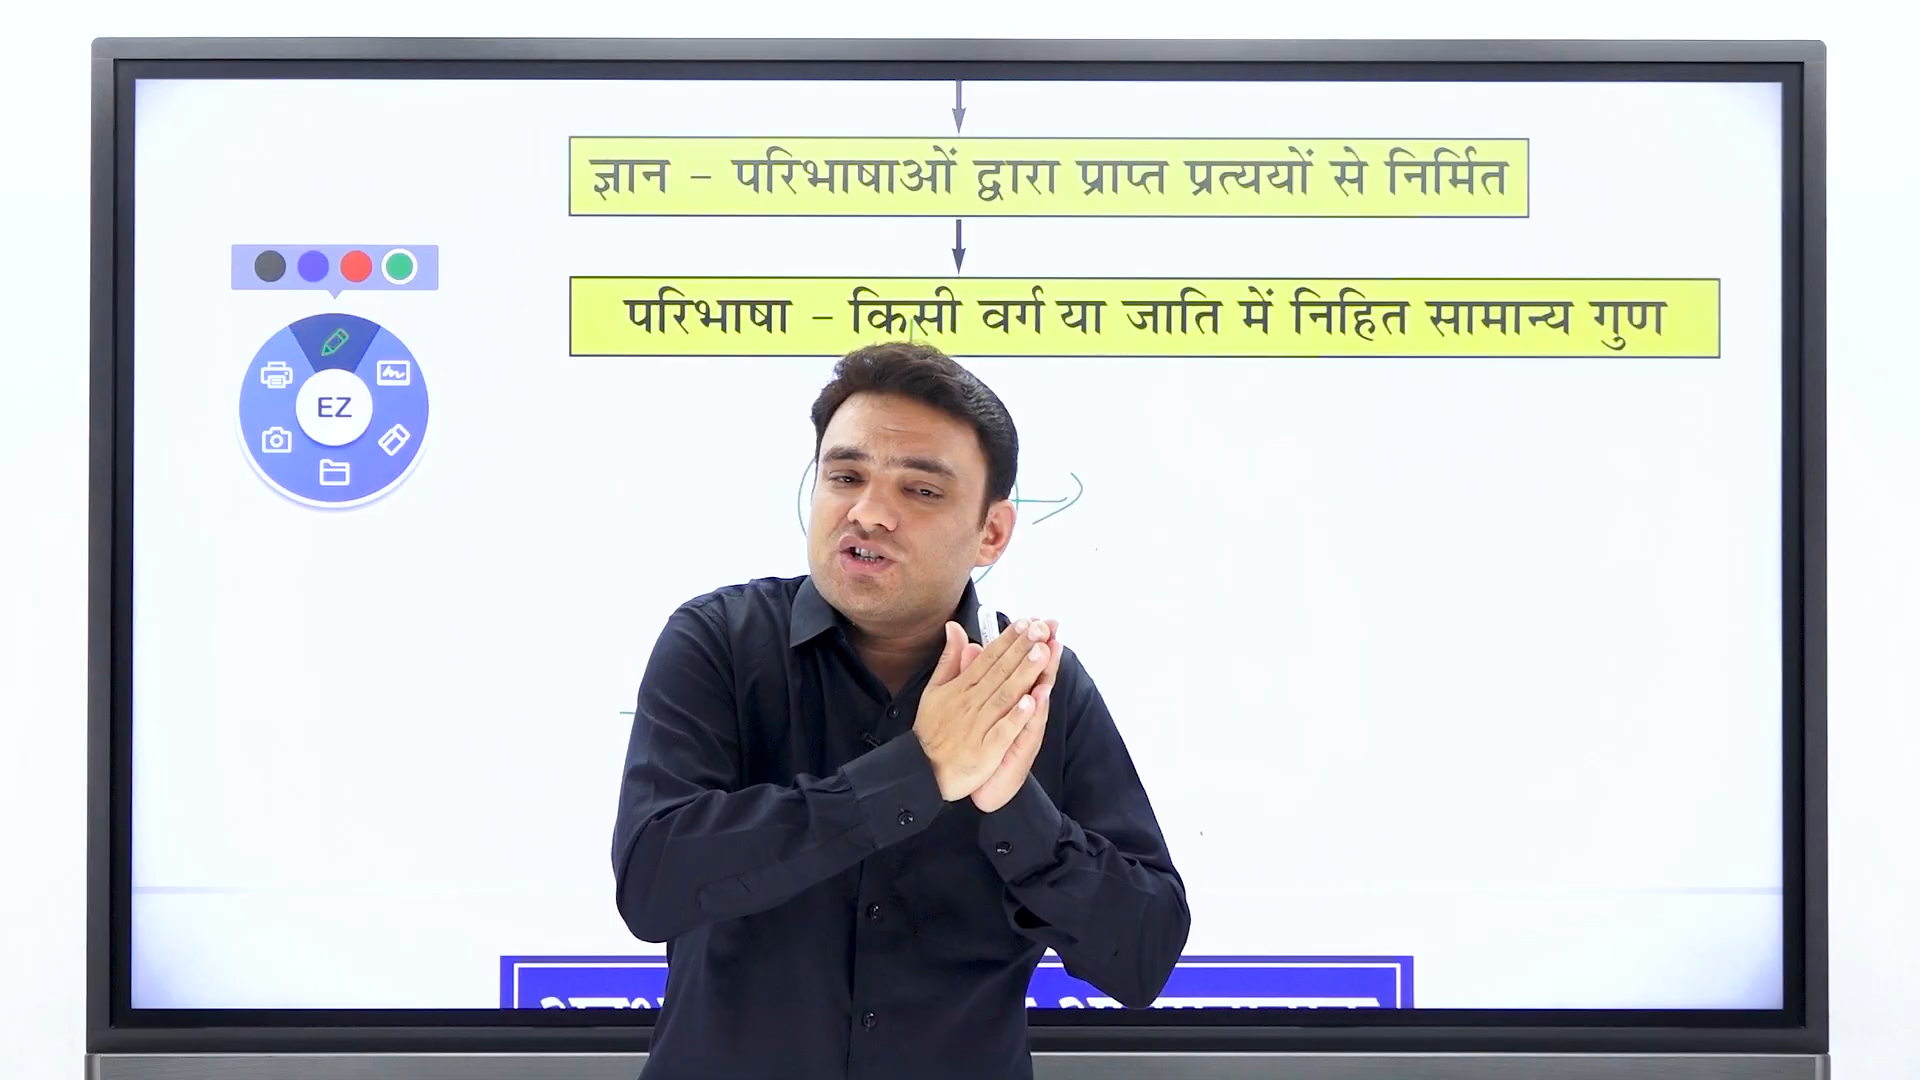 ज्ञान - परिभाषाओं द्वारा प्राप्त प्रत्ययों से निर्मित
परिभाषा - किसी वर्ग या जाति में निहित सामान्य गुण
EZ